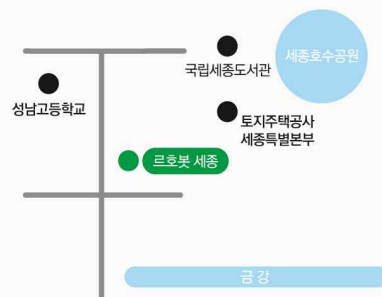 세종호수공원
국립세종도서관
성남고등학교
토지주택공사
세종특별본부
르호봇 세종
금강